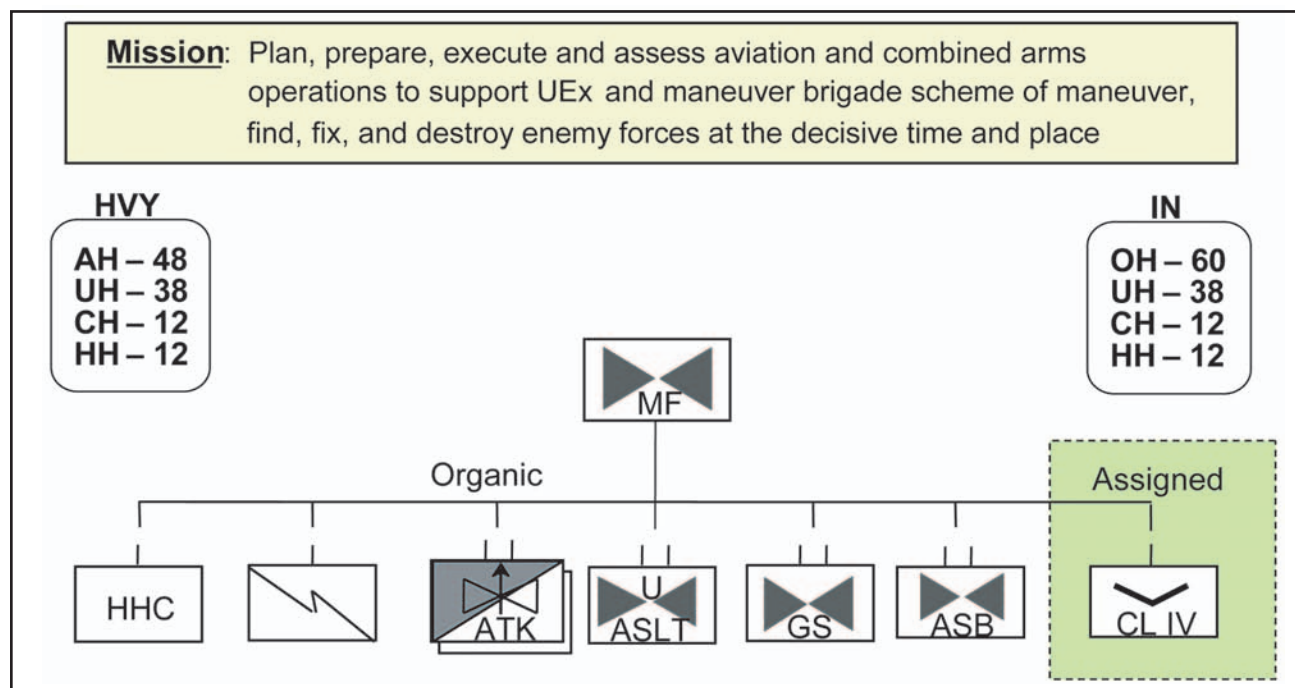 Mission: Plan, prepare, execute and assess aviation and combined arms
operations to support UEx and maneuver brigade scheme of maneuver,
find, fix, and destroy enemy forces at the decisive time and place
HVY
AH – 48
UH – 38
CH – 12
HH – 12
IN
OH – 60
UH – 38
CH – 12
HH – 12
MF
Organic
Assigned
HHC
ATK
U
ASLT
GS
ASB
CL IV